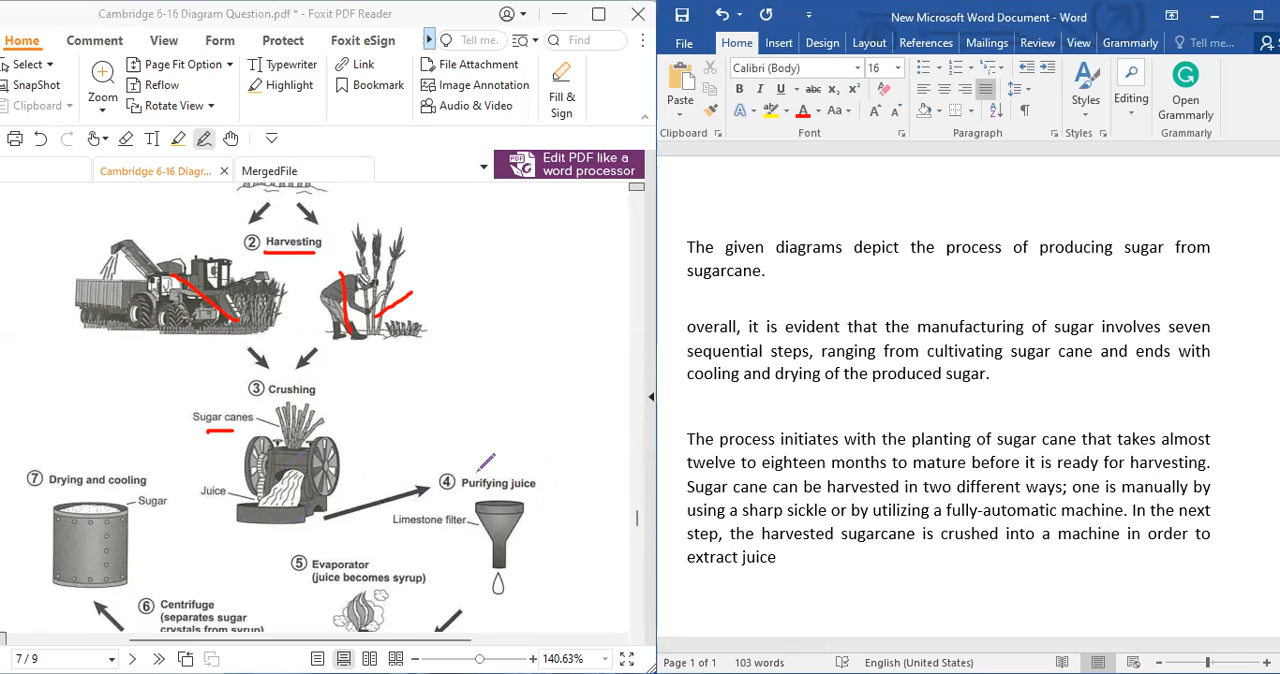 Cambridge 6-16 Diagram Question.pdf * - Foxit PDF Reader
Home Comment View Form Protect Foxit eSign Tell me. Find
Select
SnapShot
Clipboard
Zoom
Page Fit Option
Reflow
Rotate View
Typewriter
Highlight
Link
Bookmark
File Attachment
Image Annotation
Audio & Video
Fill &
Sign
Cambridge 6-16 Diagr... MergedFile
PDF
Edit PDF like a
word processor
2 Harvesting
3 Crushing
Sugar canes
7 Drying and cooling
Sugar
Juice
4 Purifying juice
Limestone filter
5 Evaporator
(juice becomes syrup)
6 Centrifuge
(separates sugar
crystals from syrup)
7 / 9 140.63%
New Microsoft Word Document - Word
File Home Insert Design Layout References Mailings Review View Grammarly Tell me...
Paste
Calibri (Body) 16
B I U abc x₂ x²
A A Aa A A
Styles
Editing
Open
Grammarly
Clipboard Font Paragraph Styles Grammarly
The given diagrams depict the process of producing sugar from
sugarcane.
overall, it is evident that the manufacturing of sugar involves seven
sequential steps, ranging from cultivating sugar cane and ends with
cooling and drying of the produced sugar.
The process initiates with the planting of sugar cane that takes almost
twelve to eighteen months to mature before it is ready for harvesting.
Sugar cane can be harvested in two different ways; one is manually by
using a sharp sickle or by utilizing a fully-automatic machine. In the next
step, the harvested sugarcane is crushed into a machine in order to
extract juice
Page 1 of 1 103 words English (United States)